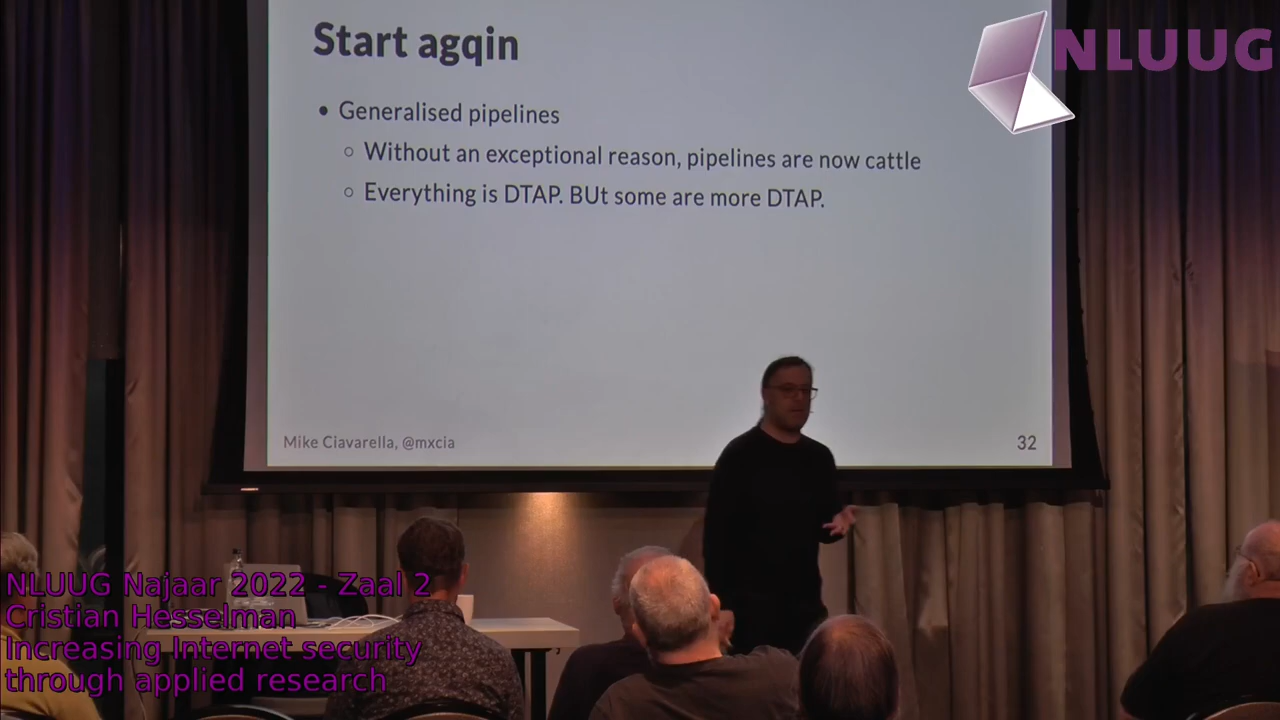 Start agqin
NLUUG
• Generalised pipelines
○ Without an exceptional reason, pipelines are now cattle
○ Everything is DTAP. BUt some are more DTAP.
Mike Ciavarella, @mxcia
32
NLUUG Najaar 2022 - Zaal 2
Cristian Hesselman
Increasing Internet security
through applied research